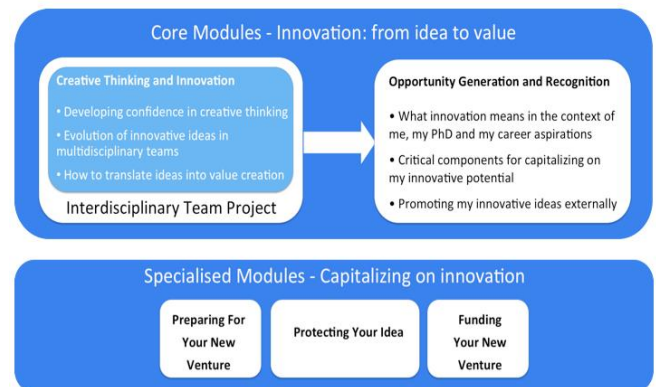 Core Modules - Innovation: from idea to value
Creative Thinking and Innovation
• Developing confidence in creative thinking
• Evolution of innovative ideas in
multidisciplinary teams
• How to translate ideas into value creation
Interdisciplinary Team Project
Opportunity Generation and Recognition
• What innovation means in the context of
me, my PhD and my career aspirations
• Critical components for capitalizing on
my innovative potential
• Promoting my innovative ideas externally
Specialised Modules - Capitalizing on innovation
Preparing For
Your New
Venture
Protecting Your Idea
Funding
Your New
Venture